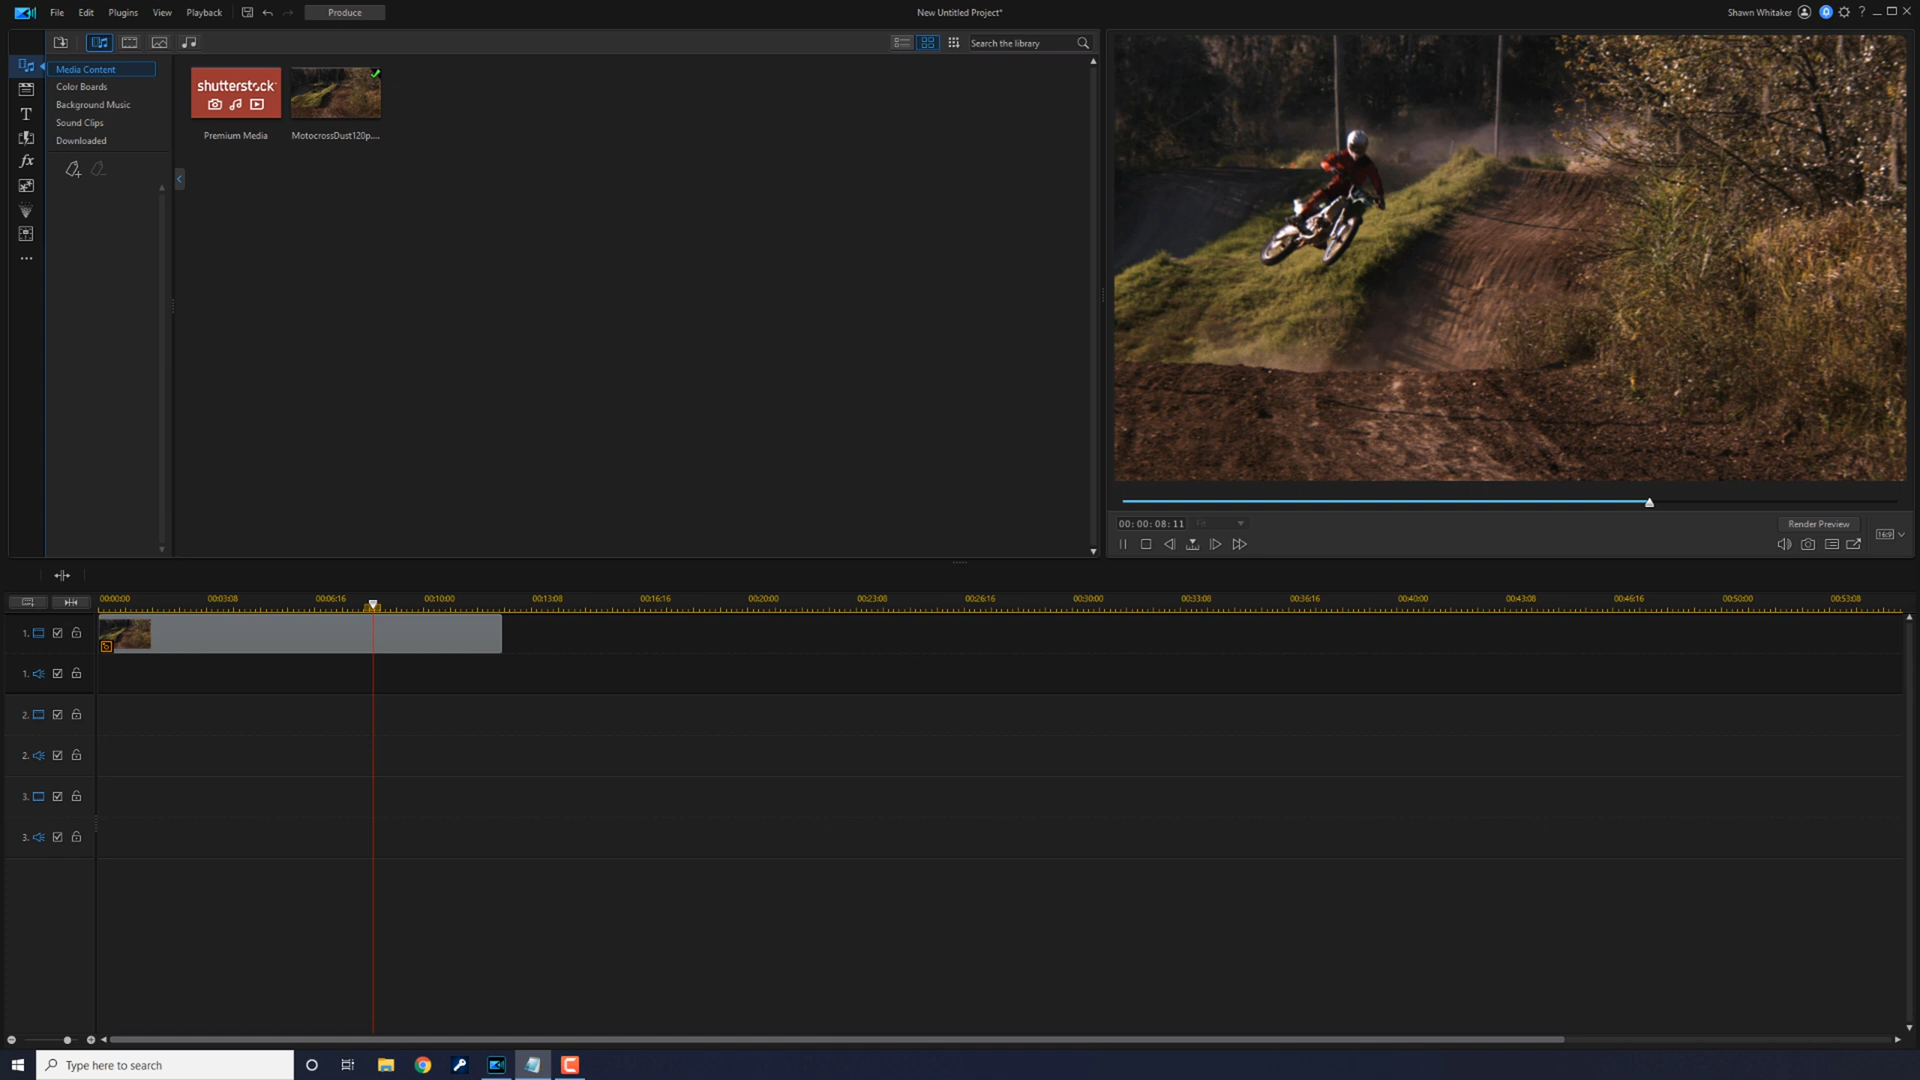 File Edit Plugins View Playback Produce New Untitled Project* Shawn Whitaker ?
Search the library
Media Content
Color Boards
Background Music
Sound Clips
Downloaded
T
fx
shutterstock
Premium Media MotocrossDust120p....
00:00:08:11 Fit Render Preview
16:9
00:00:00 00:03:08 00:06:16 00:10:00 00:13:08 00:16:16 00:20:00 00:23:08 00:26:16 00:30:00 00:33:08 00:36:16 00:40:00 00:43:08 00:46:16 00:50:00 00:53:08
1.
1.
2.
2.
3.
3.
Type here to search